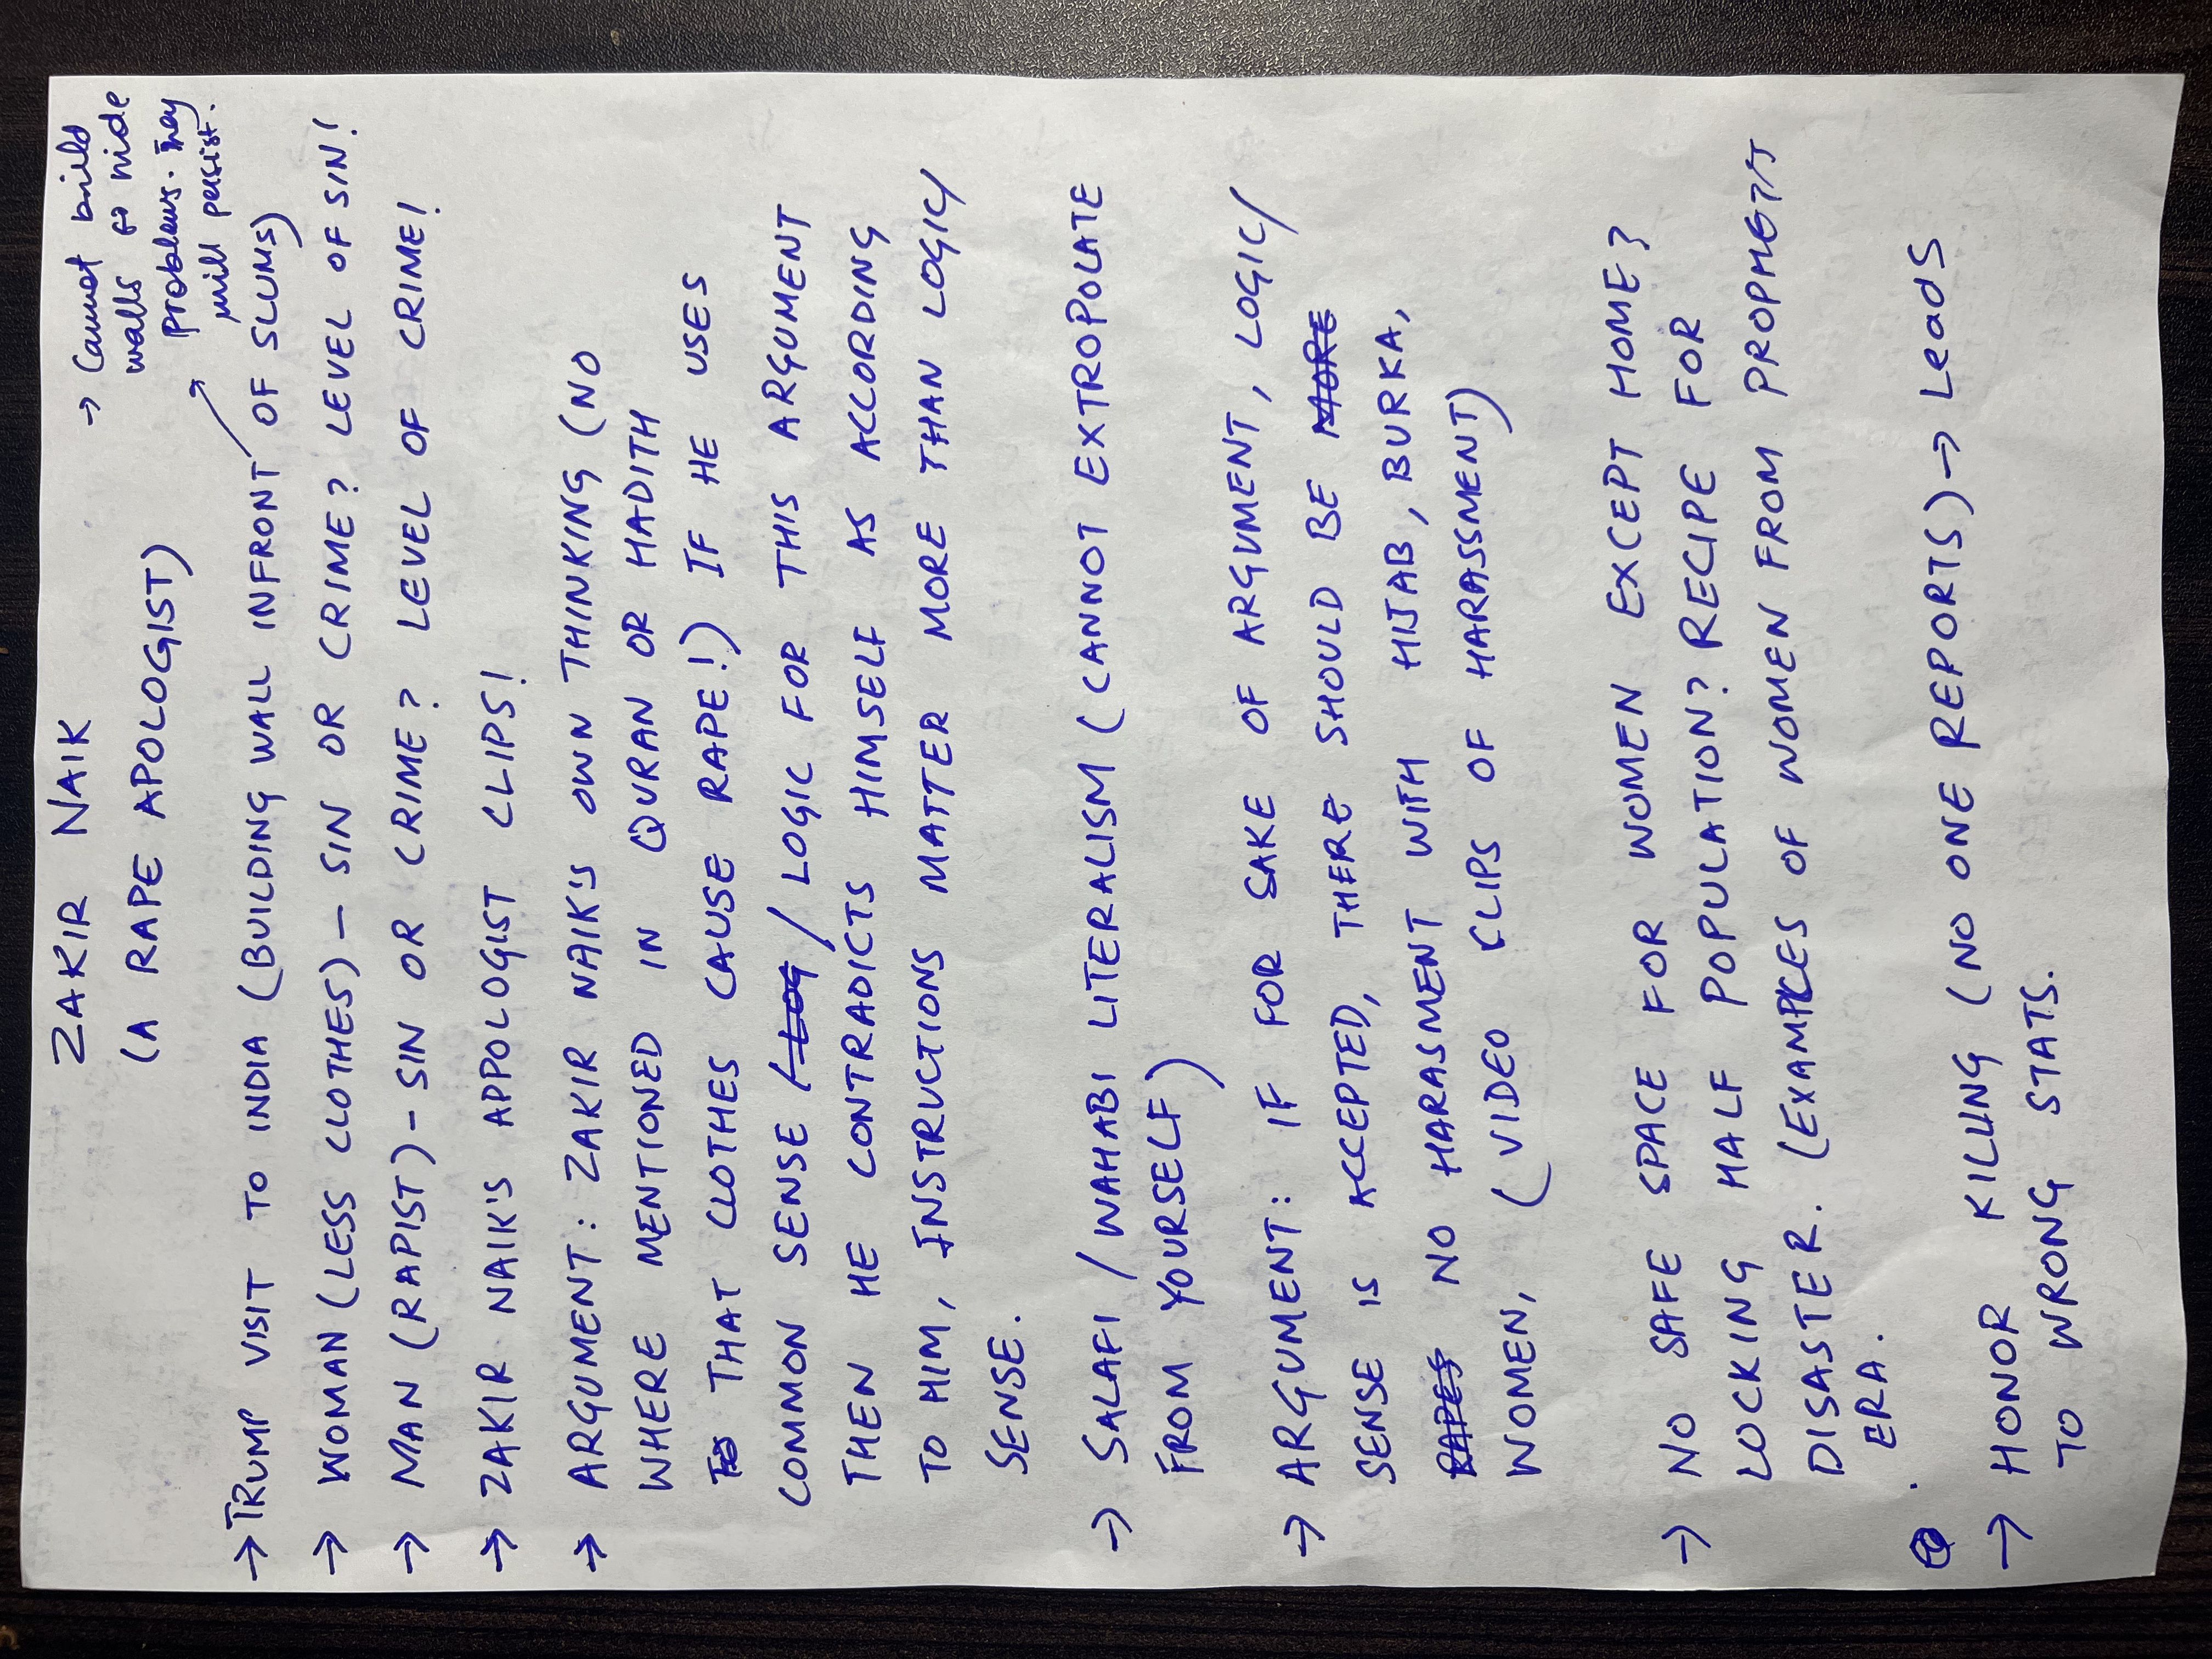 ZAKIR NAIK
(A RAPE APOLOGIST)
→ Cannot build
walls to hide
problems. They
will persist.
→ TRUMP VISIT TO INDIA (BUILDING WALL INFRONT OF SLUMS)
→ WOMAN (LESS CLOTHES) – SIN OR CRIME? LEVEL OF SIN!
→ MAN (RAPIST) – SIN OR CRIME? LEVEL OF CRIME!
→ ZAKIR NAIK'S APPOLOGIST CLIPS!
→ ARGUMENT: ZAKIR NAIK'S OWN THINKING (NO
WHERE MENTIONED IN QURAN OR HADITH
THAT CLOTHES CAUSE RAPE!) IF HE USES
COMMON SENSE / LOGIC FOR THIS ARGUMENT
THEN HE CONTRADICTS HIMSELF AS ACCORDING
TO HIM, INSTRUCTIONS MATTER MORE THAN LOGIC/
SENSE.
→ SALAFI / WAHABI LITERALISM (CANNOT EXTROPOLATE
FROM YOURSELF)
→ ARGUMENT: IF FOR SAKE OF ARGUMENT, LOGIC/
SENSE IS ACCEPTED, THERE SHOULD BE MORE
RAPES NO HARASMENT WITH HIJAB, BURKA,
WOMEN, (VIDEO CLIPS OF HARASSMENT)
→ NO SAFE SPACE FOR WOMEN EXCEPT HOME?
LOCKING HALF POPULATION? RECIPE FOR
DISASTER. (EXAMPLES OF WOMEN FROM PROPHET'S
ERA.
→ HONOR KILLING (NO ONE REPORTS) → LeadS
TO WRONG STATS.